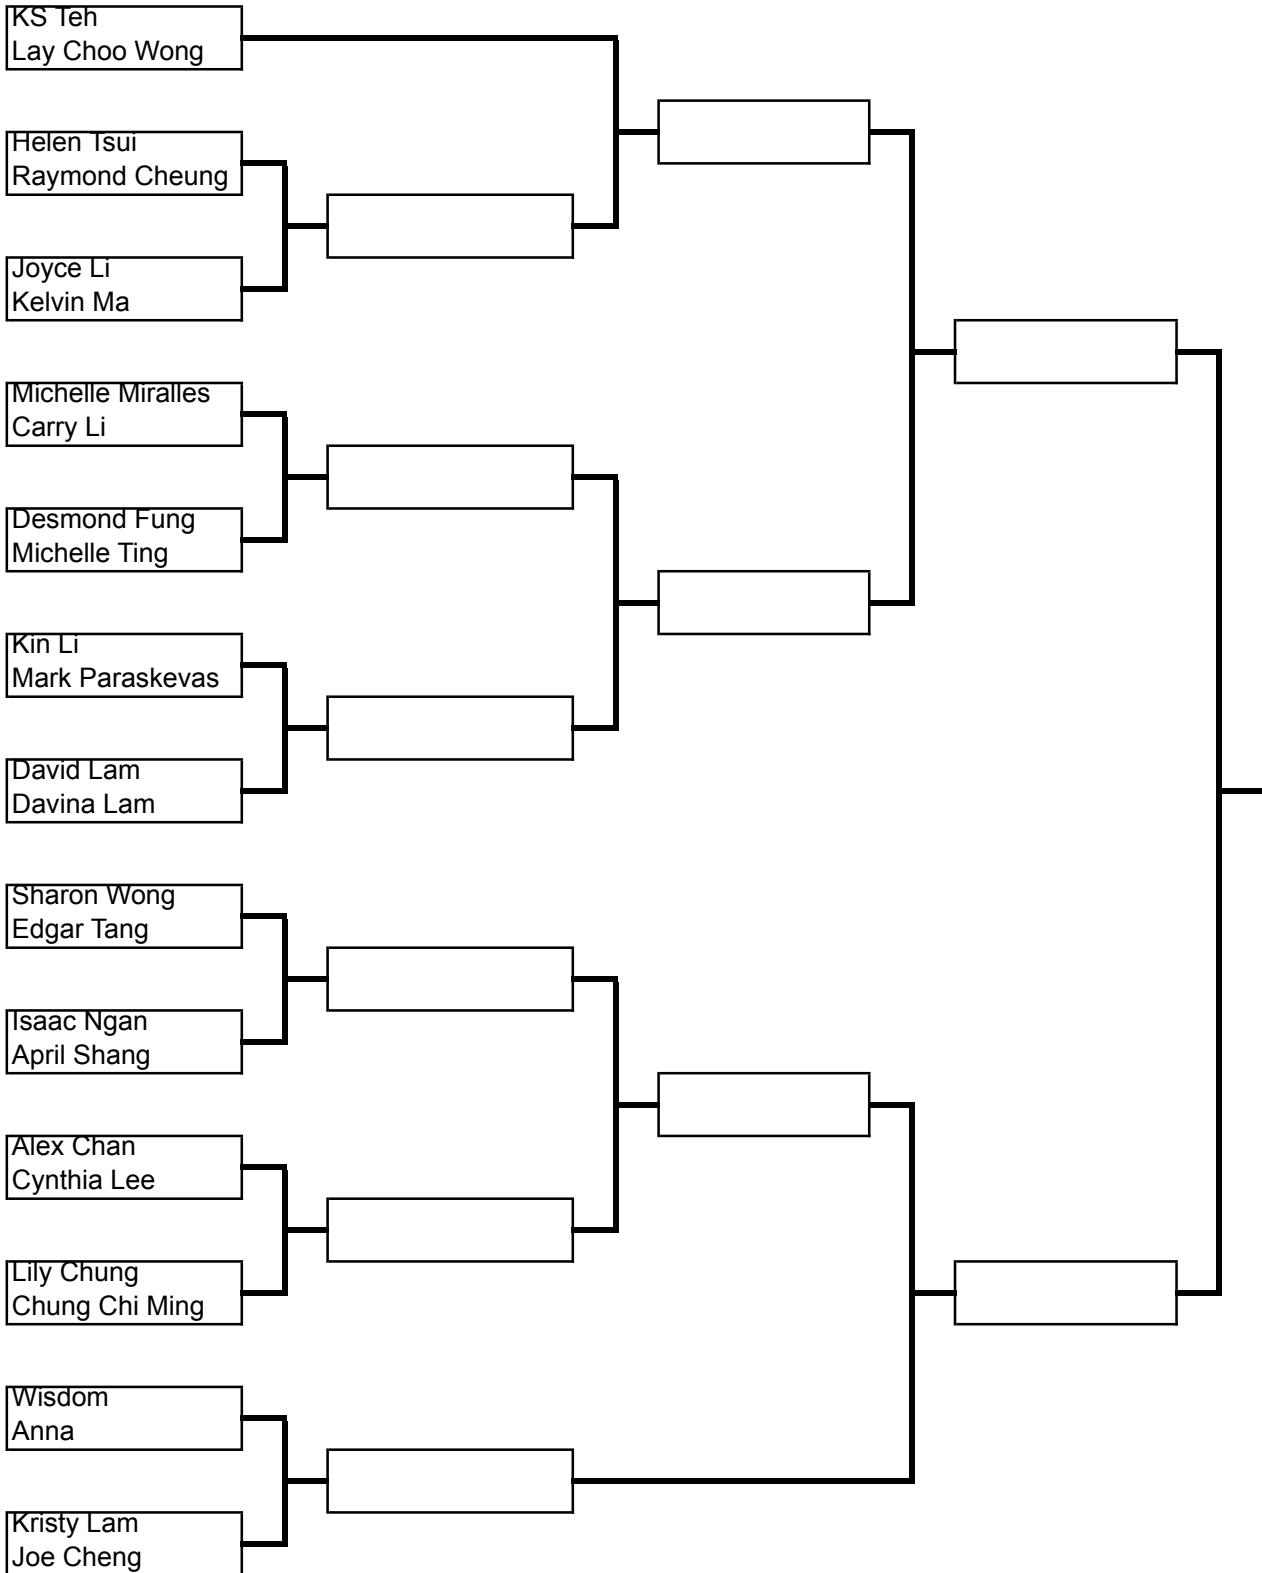 KS Teh
Lay Choo Wong
Helen Tsui
Raymond Cheung
Joyce Li
Kelvin Ma
Michelle Miralles
Carry Li
Desmond Fung
Michelle Ting
Kin Li
Mark Paraskevas
David Lam
Davina Lam
Sharon Wong
Edgar Tang
Isaac Ngan
April Shang
Alex Chan
Cynthia Lee
Lily Chung
Chung Chi Ming
Wisdom
Anna
Kristy Lam
Joe Cheng